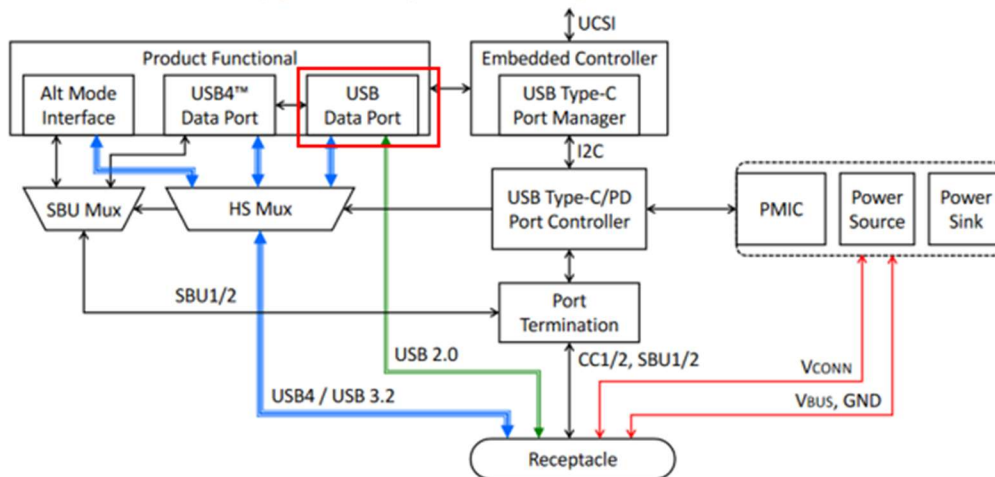 UCSI
Product Functional
Embedded Controller
Alt Mode
Interface
USB4™
Data Port
USB
Data Port
USB Type-C
Port Manager
I2C
SBU Mux
HS Mux
USB Type-C/PD
Port Controller
PMIC
Power
Source
Power
Sink
SBU1/2
Port
Termination
USB 2.0
CC1/2, SBU1/2
VCONN
USB4 / USB 3.2
VBUS, GND
Receptacle